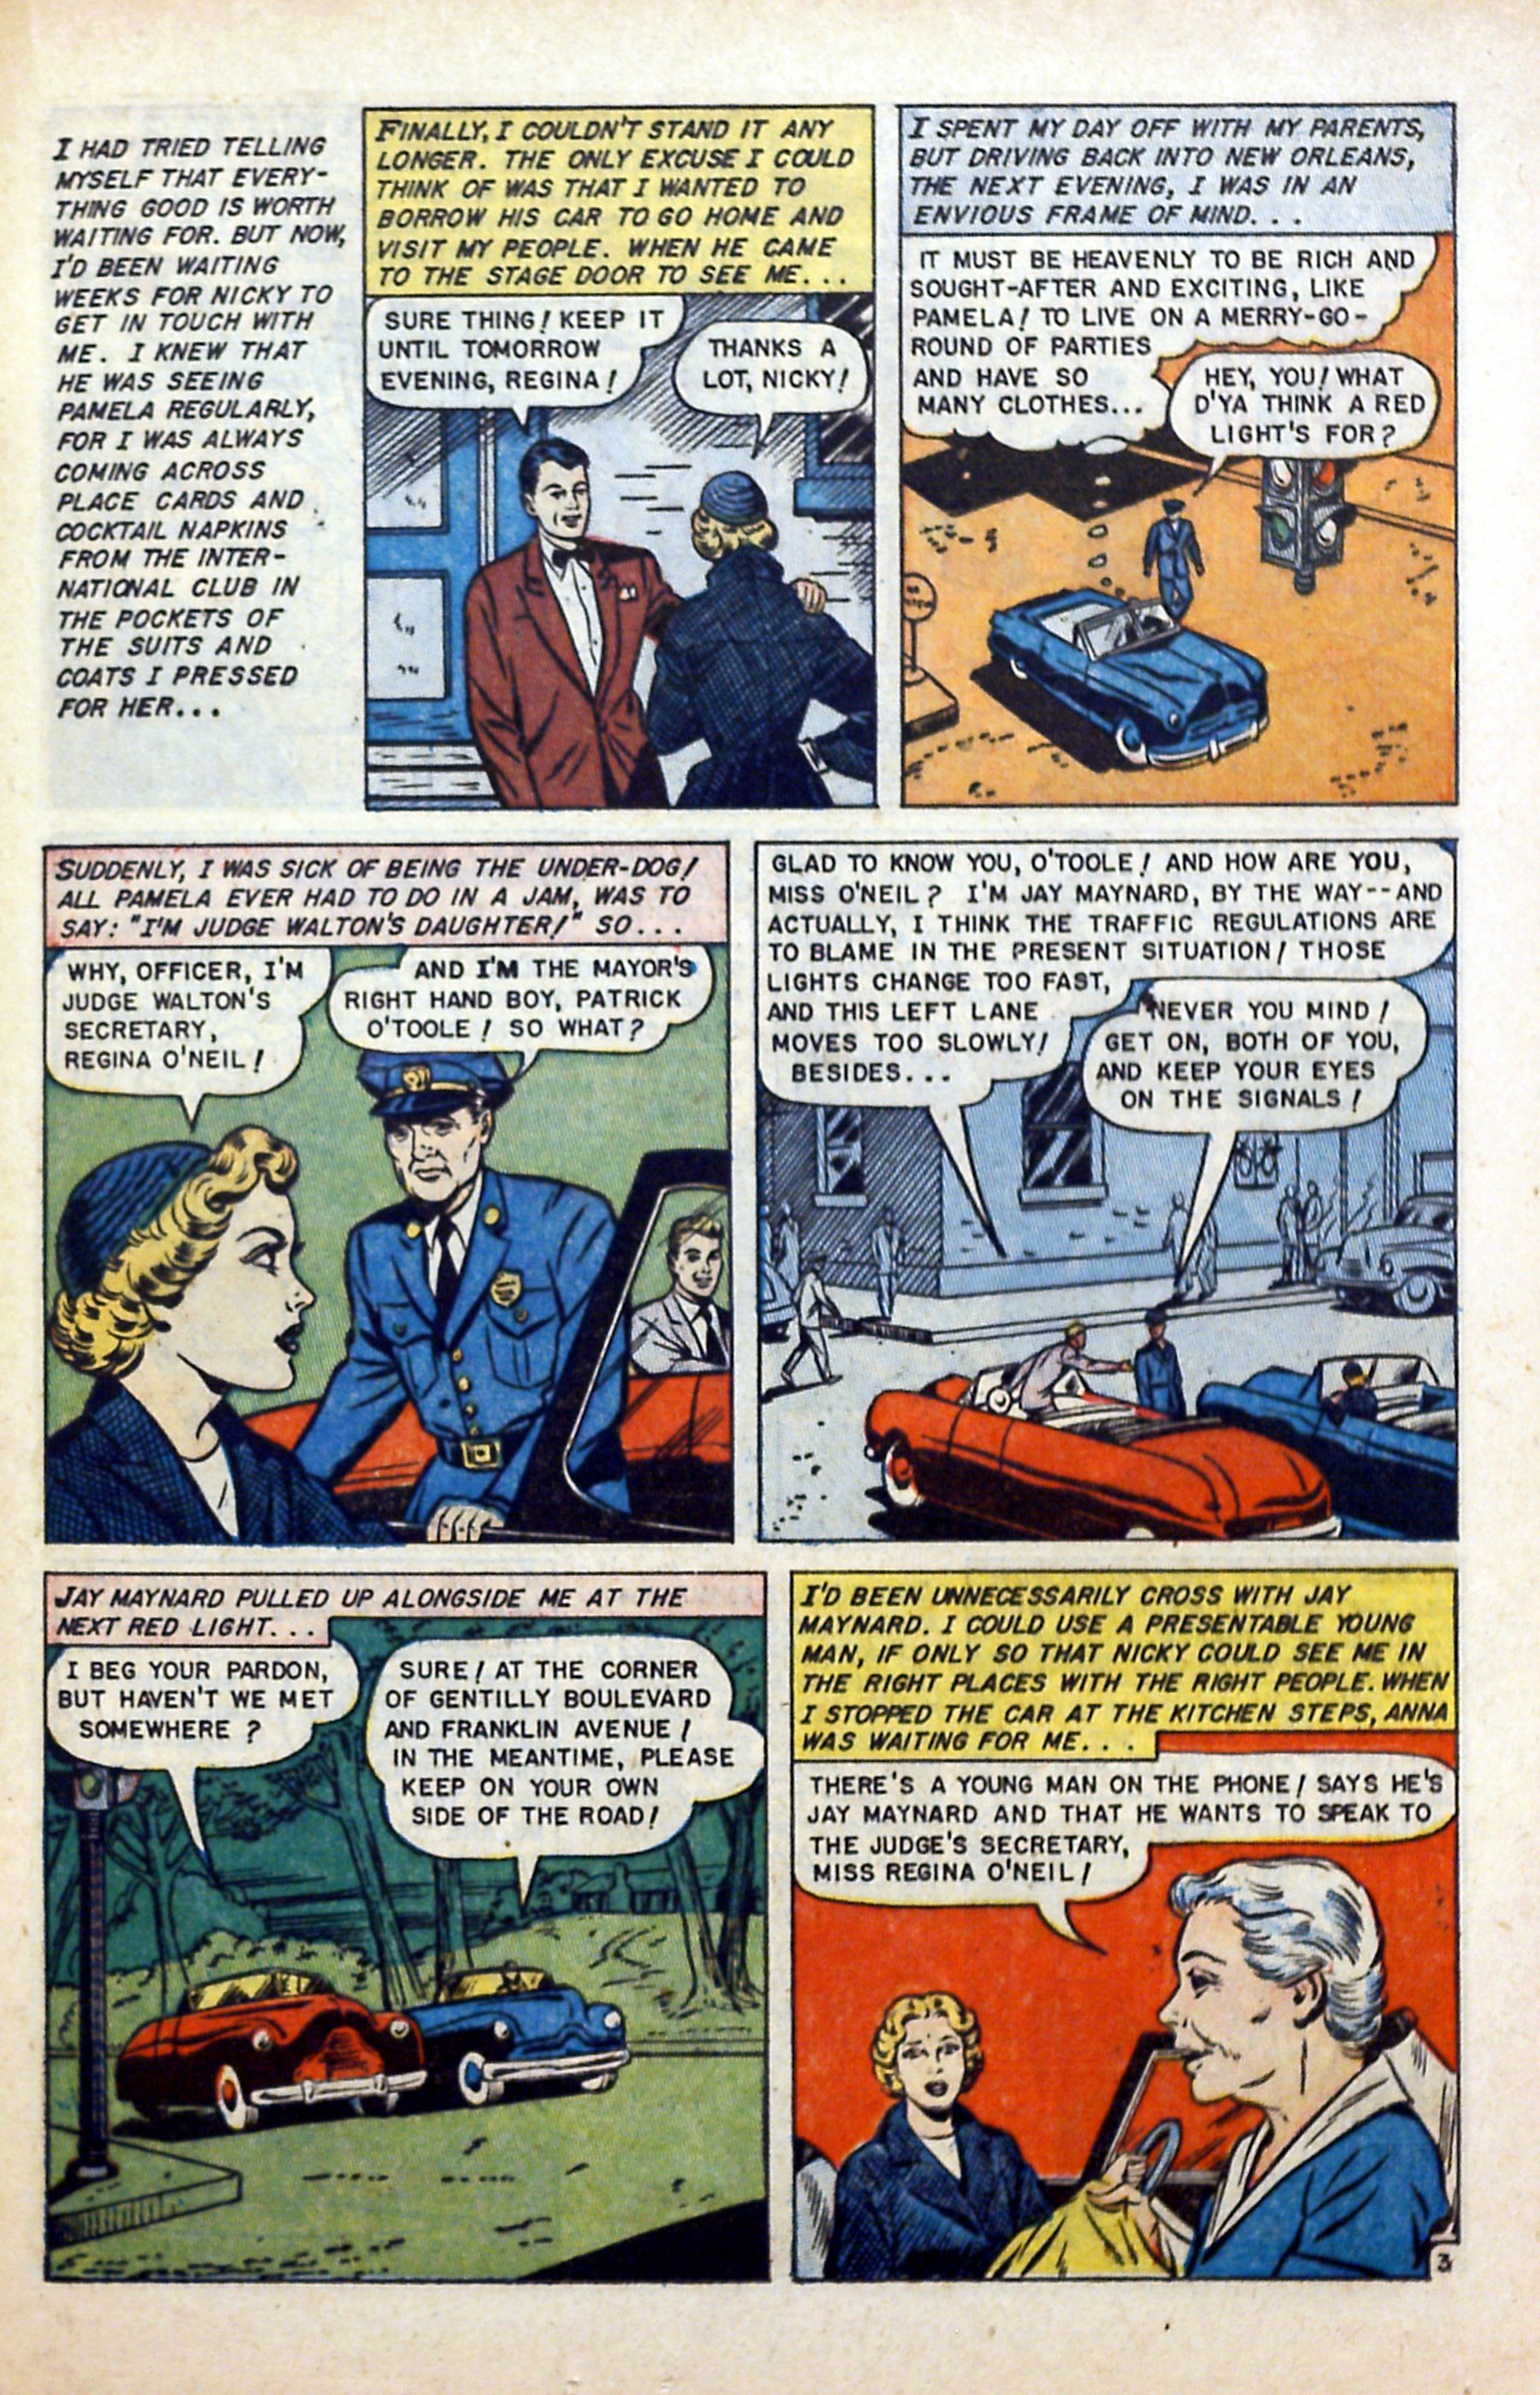 I HAD TRIED TELLING
MYSELF THAT EVERY-
THING GOOD IS WORTH
WAITING FOR. BUT NOW,
I'D BEEN WAITING
WEEKS FOR NICKY TO
GET IN TOUCH WITH
ME. I KNEW THAT
HE WAS SEEING
PAMELA REGULARLY,
FOR I WAS ALWAYS
COMING ACROSS
PLACE CARDS AND
COCKTAIL NAPKINS
FROM THE INTER-
NATIONAL CLUB IN
THE POCKETS OF
THE SUITS AND
COATS I PRESSED
FOR HER...
FINALLY, I COULDN'T STAND IT ANY
LONGER. THE ONLY EXCUSE I COULD
THINK OF WAS THAT I WANTED TO
BORROW HIS CAR TO GO HOME AND
VISIT MY PEOPLE. WHEN HE CAME
TO THE STAGE DOOR TO SEE ME...
SURE THING! KEEP IT
UNTIL TOMORROW
EVENING, REGINA!
THANKS A
LOT, NICKY!
I SPENT MY DAY OFF WITH MY PARENTS,
BUT DRIVING BACK INTO NEW ORLEANS,
THE NEXT EVENING, I WAS IN AN
ENVIOUS FRAME OF MIND...
IT MUST BE HEAVENLY TO BE RICH AND
SOUGHT-AFTER AND EXCITING, LIKE
PAMELA! TO LIVE ON A MERRY-GO-
ROUND OF PARTIES
AND HAVE SO
MANY CLOTHES...
HEY, YOU! WHAT
D'YA THINK A RED
LIGHT'S FOR?
SUDDENLY, I WAS SICK OF BEING THE UNDER-DOG!
ALL PAMELA EVER HAD TO DO IN A JAM, WAS TO
SAY: "I'M JUDGE WALTON'S DAUGHTER!" SO...
WHY, OFFICER, I'M
JUDGE WALTON'S
SECRETARY,
REGINA O'NEIL!
AND I'M THE MAYOR'S
RIGHT HAND BOY, PATRICK
O'TOOLE! SO WHAT?
GLAD TO KNOW YOU, O'TOOLE! AND HOW ARE YOU,
MISS O'NEIL? I'M JAY MAYNARD, BY THE WAY--AND
ACTUALLY, I THINK THE TRAFFIC REGULATIONS ARE
TO BLAME IN THE PRESENT SITUATION! THOSE
LIGHTS CHANGE TOO FAST,
AND THIS LEFT LANE
MOVES TOO SLOWLY!
BESIDES...
NEVER YOU MIND!
GET ON, BOTH OF YOU,
AND KEEP YOUR EYES
ON THE SIGNALS!
JAY MAYNARD PULLED UP ALONGSIDE ME AT THE
NEXT RED LIGHT...
I BEG YOUR PARDON,
BUT HAVEN'T WE MET
SOMEWHERE?
SURE! AT THE CORNER
OF GENTILLY BOULEVARD
AND FRANKLIN AVENUE!
IN THE MEANTIME, PLEASE
KEEP ON YOUR OWN
SIDE OF THE ROAD!
I'D BEEN UNNECESSARILY CROSS WITH JAY
MAYNARD. I COULD USE A PRESENTABLE YOUNG
MAN, IF ONLY SO THAT NICKY COULD SEE ME IN
THE RIGHT PLACES WITH THE RIGHT PEOPLE. WHEN
I STOPPED THE CAR AT THE KITCHEN STEPS, ANNA
WAS WAITING FOR ME...
THERE'S A YOUNG MAN ON THE PHONE! SAYS HE'S
JAY MAYNARD AND THAT HE WANTS TO SPEAK TO
THE JUDGE'S SECRETARY,
MISS REGINA O'NEIL!
3